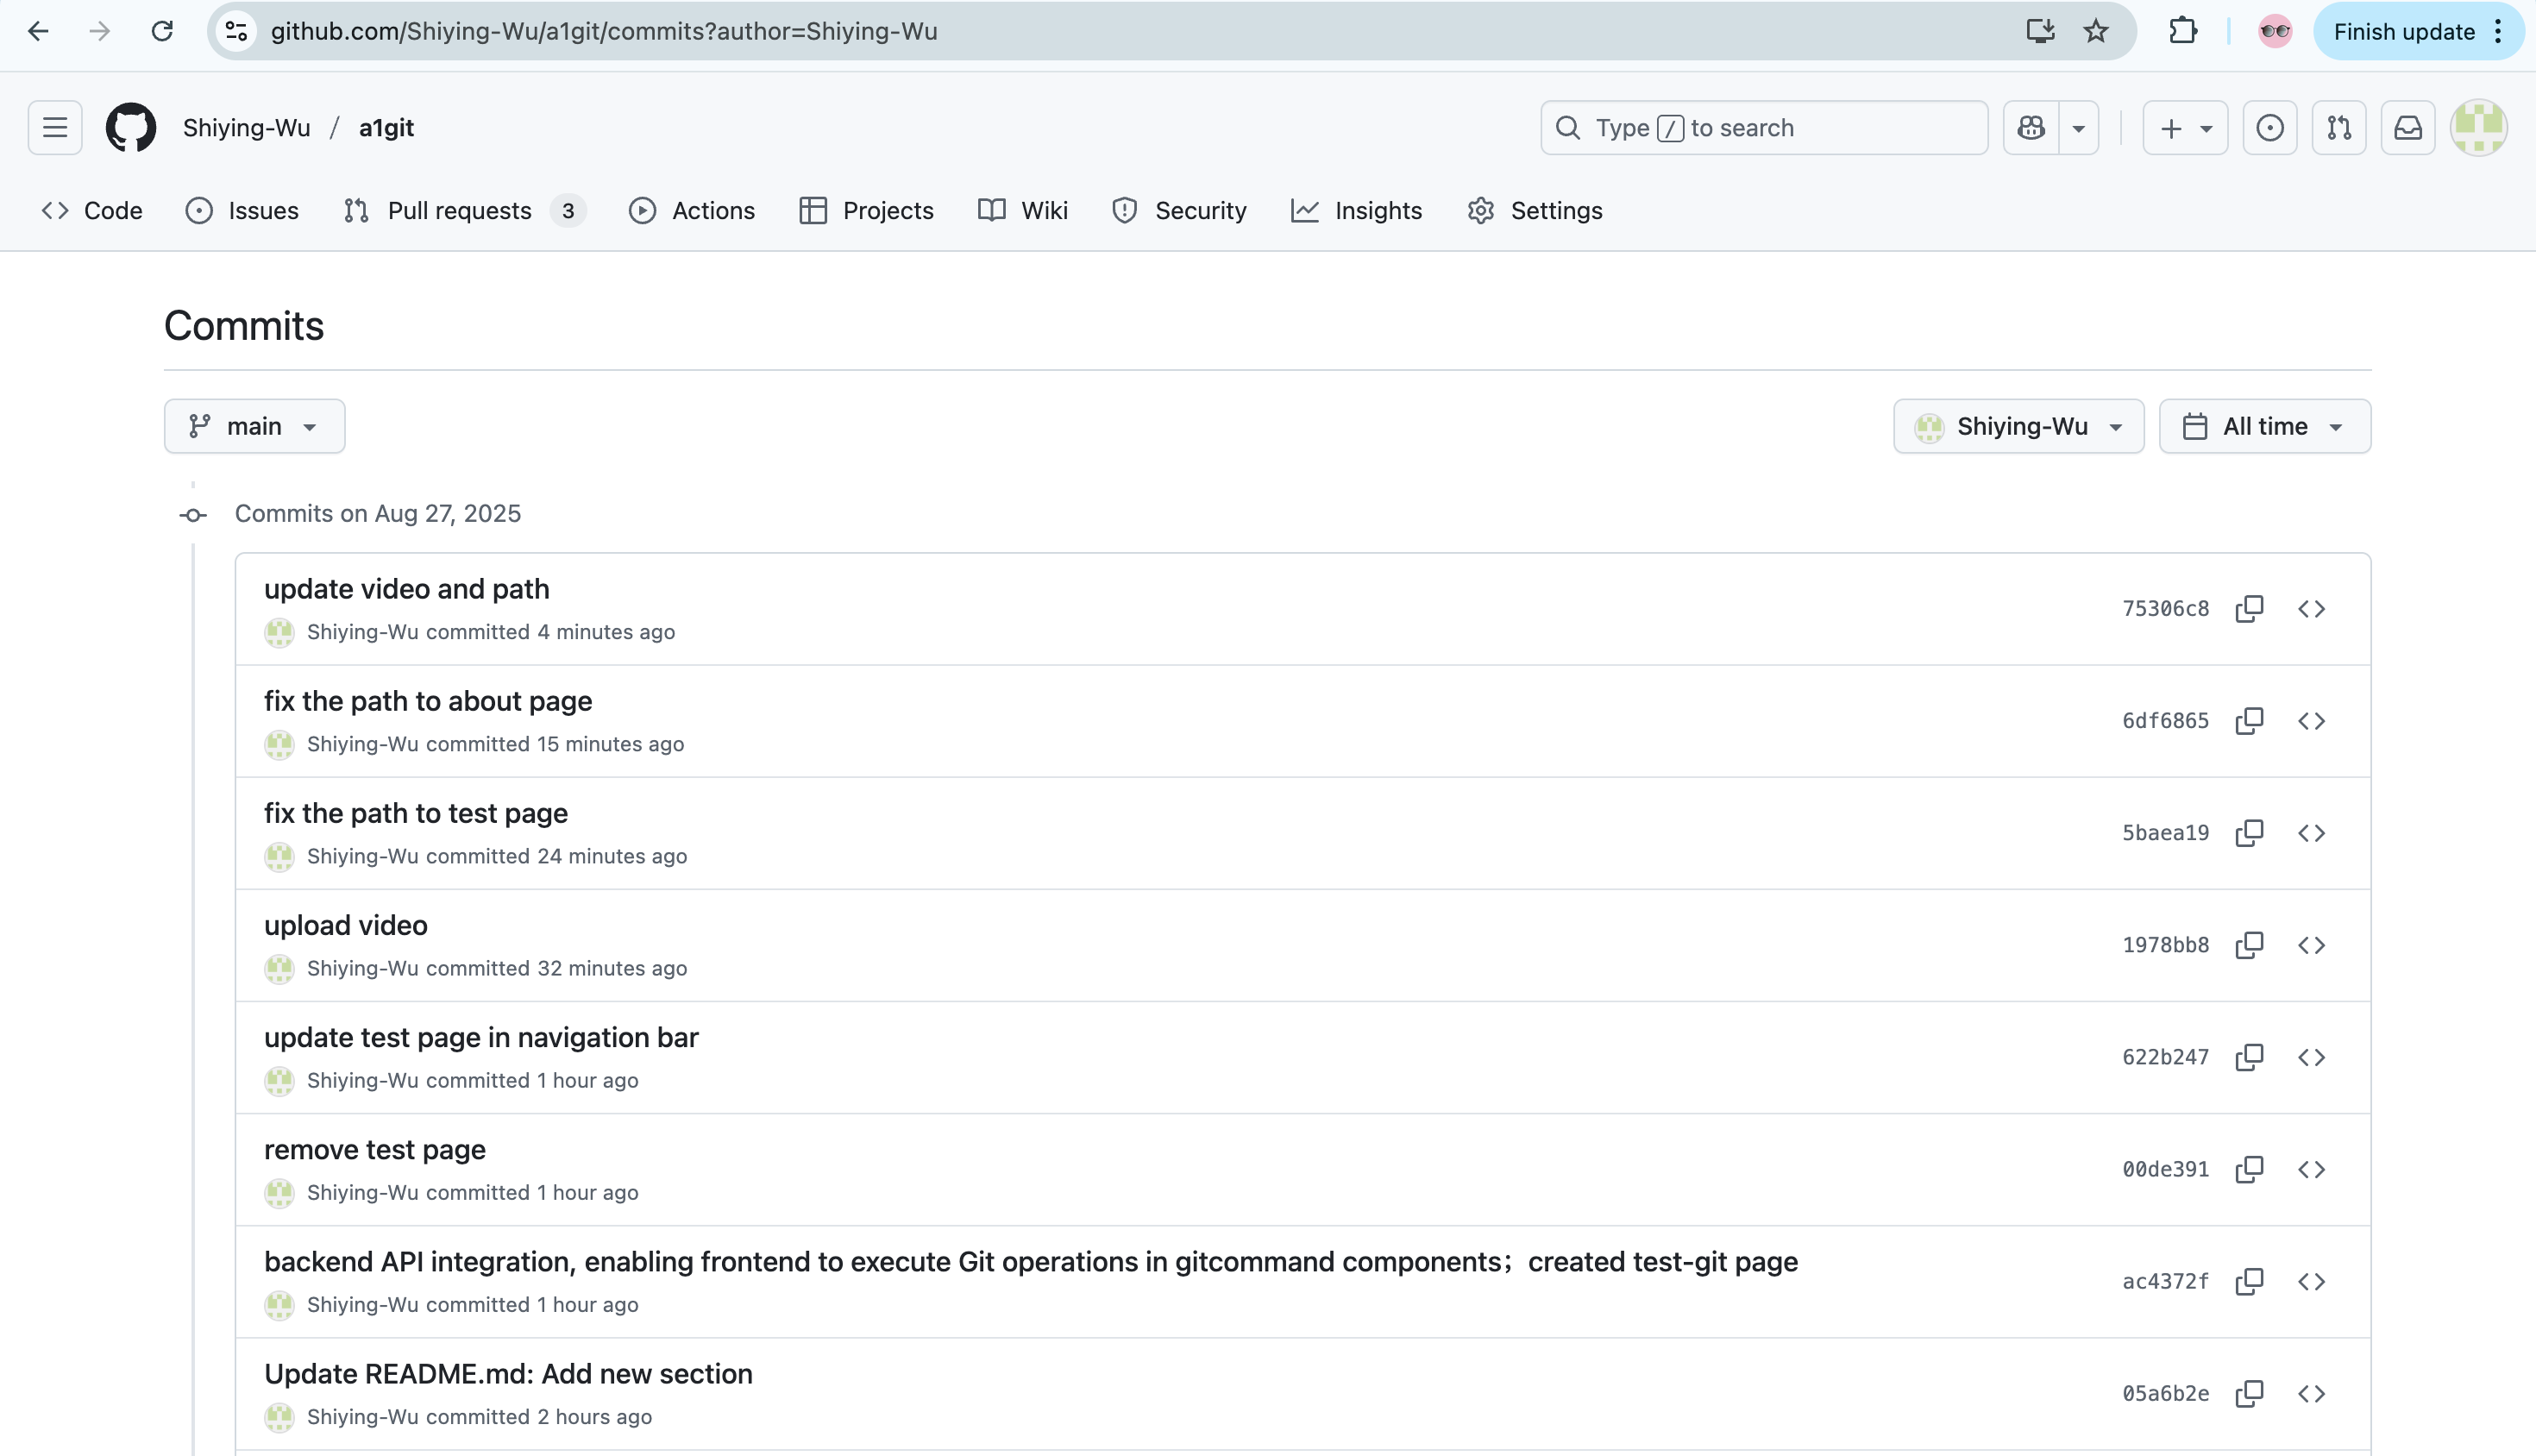 github.com/Shiying-Wu/a1git/commits?author=Shiying-Wu
Finish update
Shiying-Wu / a1git
Type / to search
Code
Issues
Pull requests 3
Actions
Projects
Wiki
Security
Insights
Settings
Commits
main
Shiying-Wu
All time
Commits on Aug 27, 2025
update video and path
Shiying-Wu committed 4 minutes ago
75306c8
fix the path to about page
Shiying-Wu committed 15 minutes ago
6df6865
fix the path to test page
Shiying-Wu committed 24 minutes ago
5baea19
upload video
Shiying-Wu committed 32 minutes ago
1978bb8
update test page in navigation bar
Shiying-Wu committed 1 hour ago
622b247
remove test page
Shiying-Wu committed 1 hour ago
00de391
backend API integration, enabling frontend to execute Git operations in gitcommand components；created test-git page
Shiying-Wu committed 1 hour ago
ac4372f
Update README.md: Add new section
Shiying-Wu committed 2 hours ago
05a6b2e